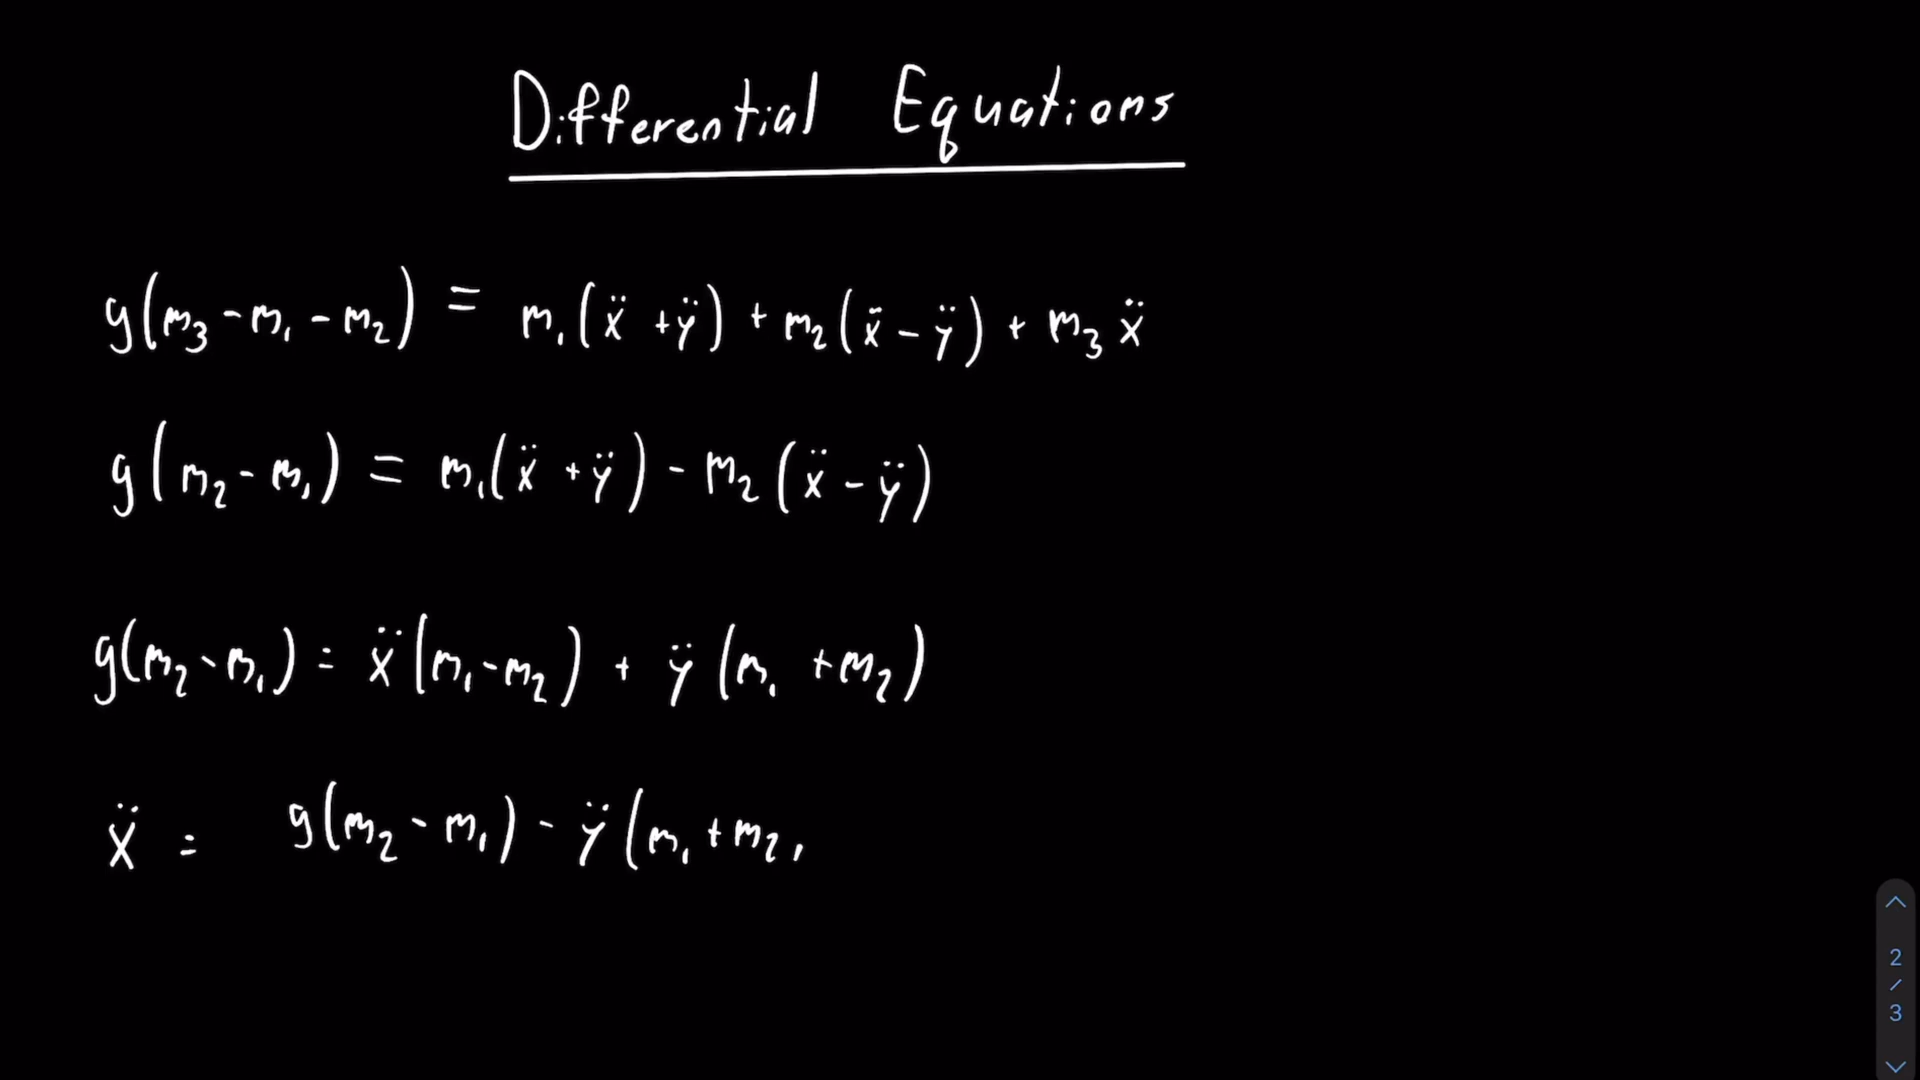 Differential Equations
g(m₃ - m₁ - m₂) = m₁(ẍ + ÿ) + m₂(ẍ - ÿ) + m₃ẍ
g(m₂ - m₁) = m₁(ẍ + ÿ) - m₂(ẍ - ÿ)
g(m₂ - m₁) = ẍ(m₁ - m₂) + ÿ(m₁ + m₂)
ẍ = g(m₂ - m₁) - ÿ(m₁ + m₂
2
/
3